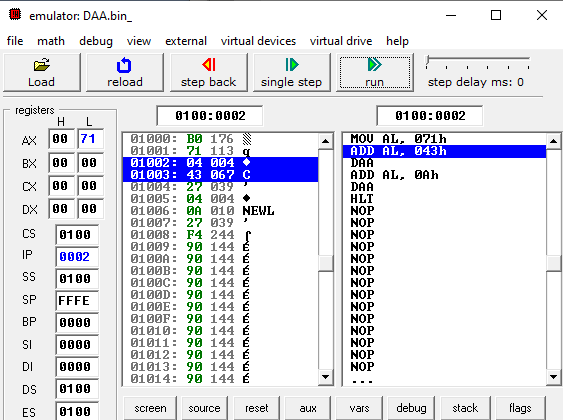 emulator: DAA.bin_
file math debug view external virtual devices virtual drive help
Load reload step back single step run step delay ms: 0
registers
H L
AX 00 71
BX 00 00
CX 00 00
DX 00 00
CS 0100
IP 0002
SS 0100
SP FFFE
BP 0000
SI 0000
DI 0000
DS 0100
ES 0100
0100:0002
01000: B0 176 ▒
01001: 71 113 q
01002: 04 004 ♦
01003: 43 067 C
01004: 27 039 '
01005: 04 004 ♦
01006: 0A 010 NEWL
01007: 27 039 '
01008: F4 244 ⌠
01009: 90 144 É
0100A: 90 144 É
0100B: 90 144 É
0100C: 90 144 É
0100D: 90 144 É
0100E: 90 144 É
0100F: 90 144 É
01010: 90 144 É
01011: 90 144 É
01012: 90 144 É
01013: 90 144 É
01014: 90 144 É
0100:0002
MOV AL, 071h
ADD AL, 043h
DAA
ADD AL, 0Ah
DAA
HLT
NOP
NOP
NOP
NOP
NOP
NOP
NOP
NOP
NOP
NOP
NOP
NOP
NOP
NOP
...
screen source reset aux vars debug stack flags